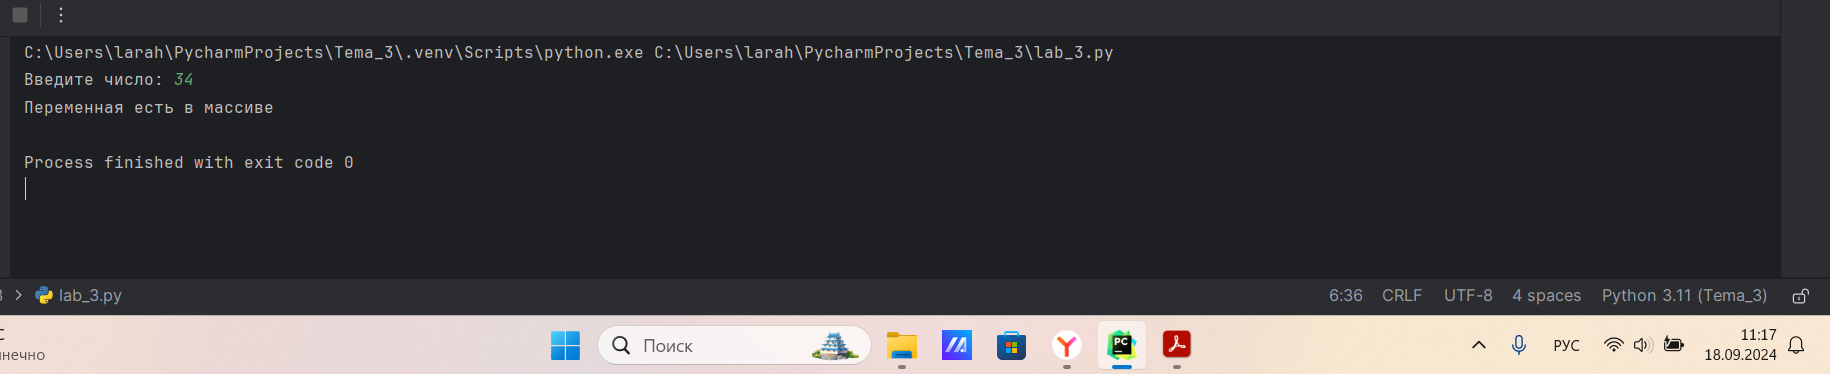 C:\Users\larah\PycharmProjects\Tema_3\.venv\Scripts\python.exe C:\Users\larah\PycharmProjects\Tema_3\lab_3.py
Введите число: 34
Переменная есть в массиве
Process finished with exit code 0
lab_3.py
6:36 CRLF UTF-8 4 spaces Python 3.11 (Tema_3)
Поиск
PC
РУС
11:17
18.09.2024